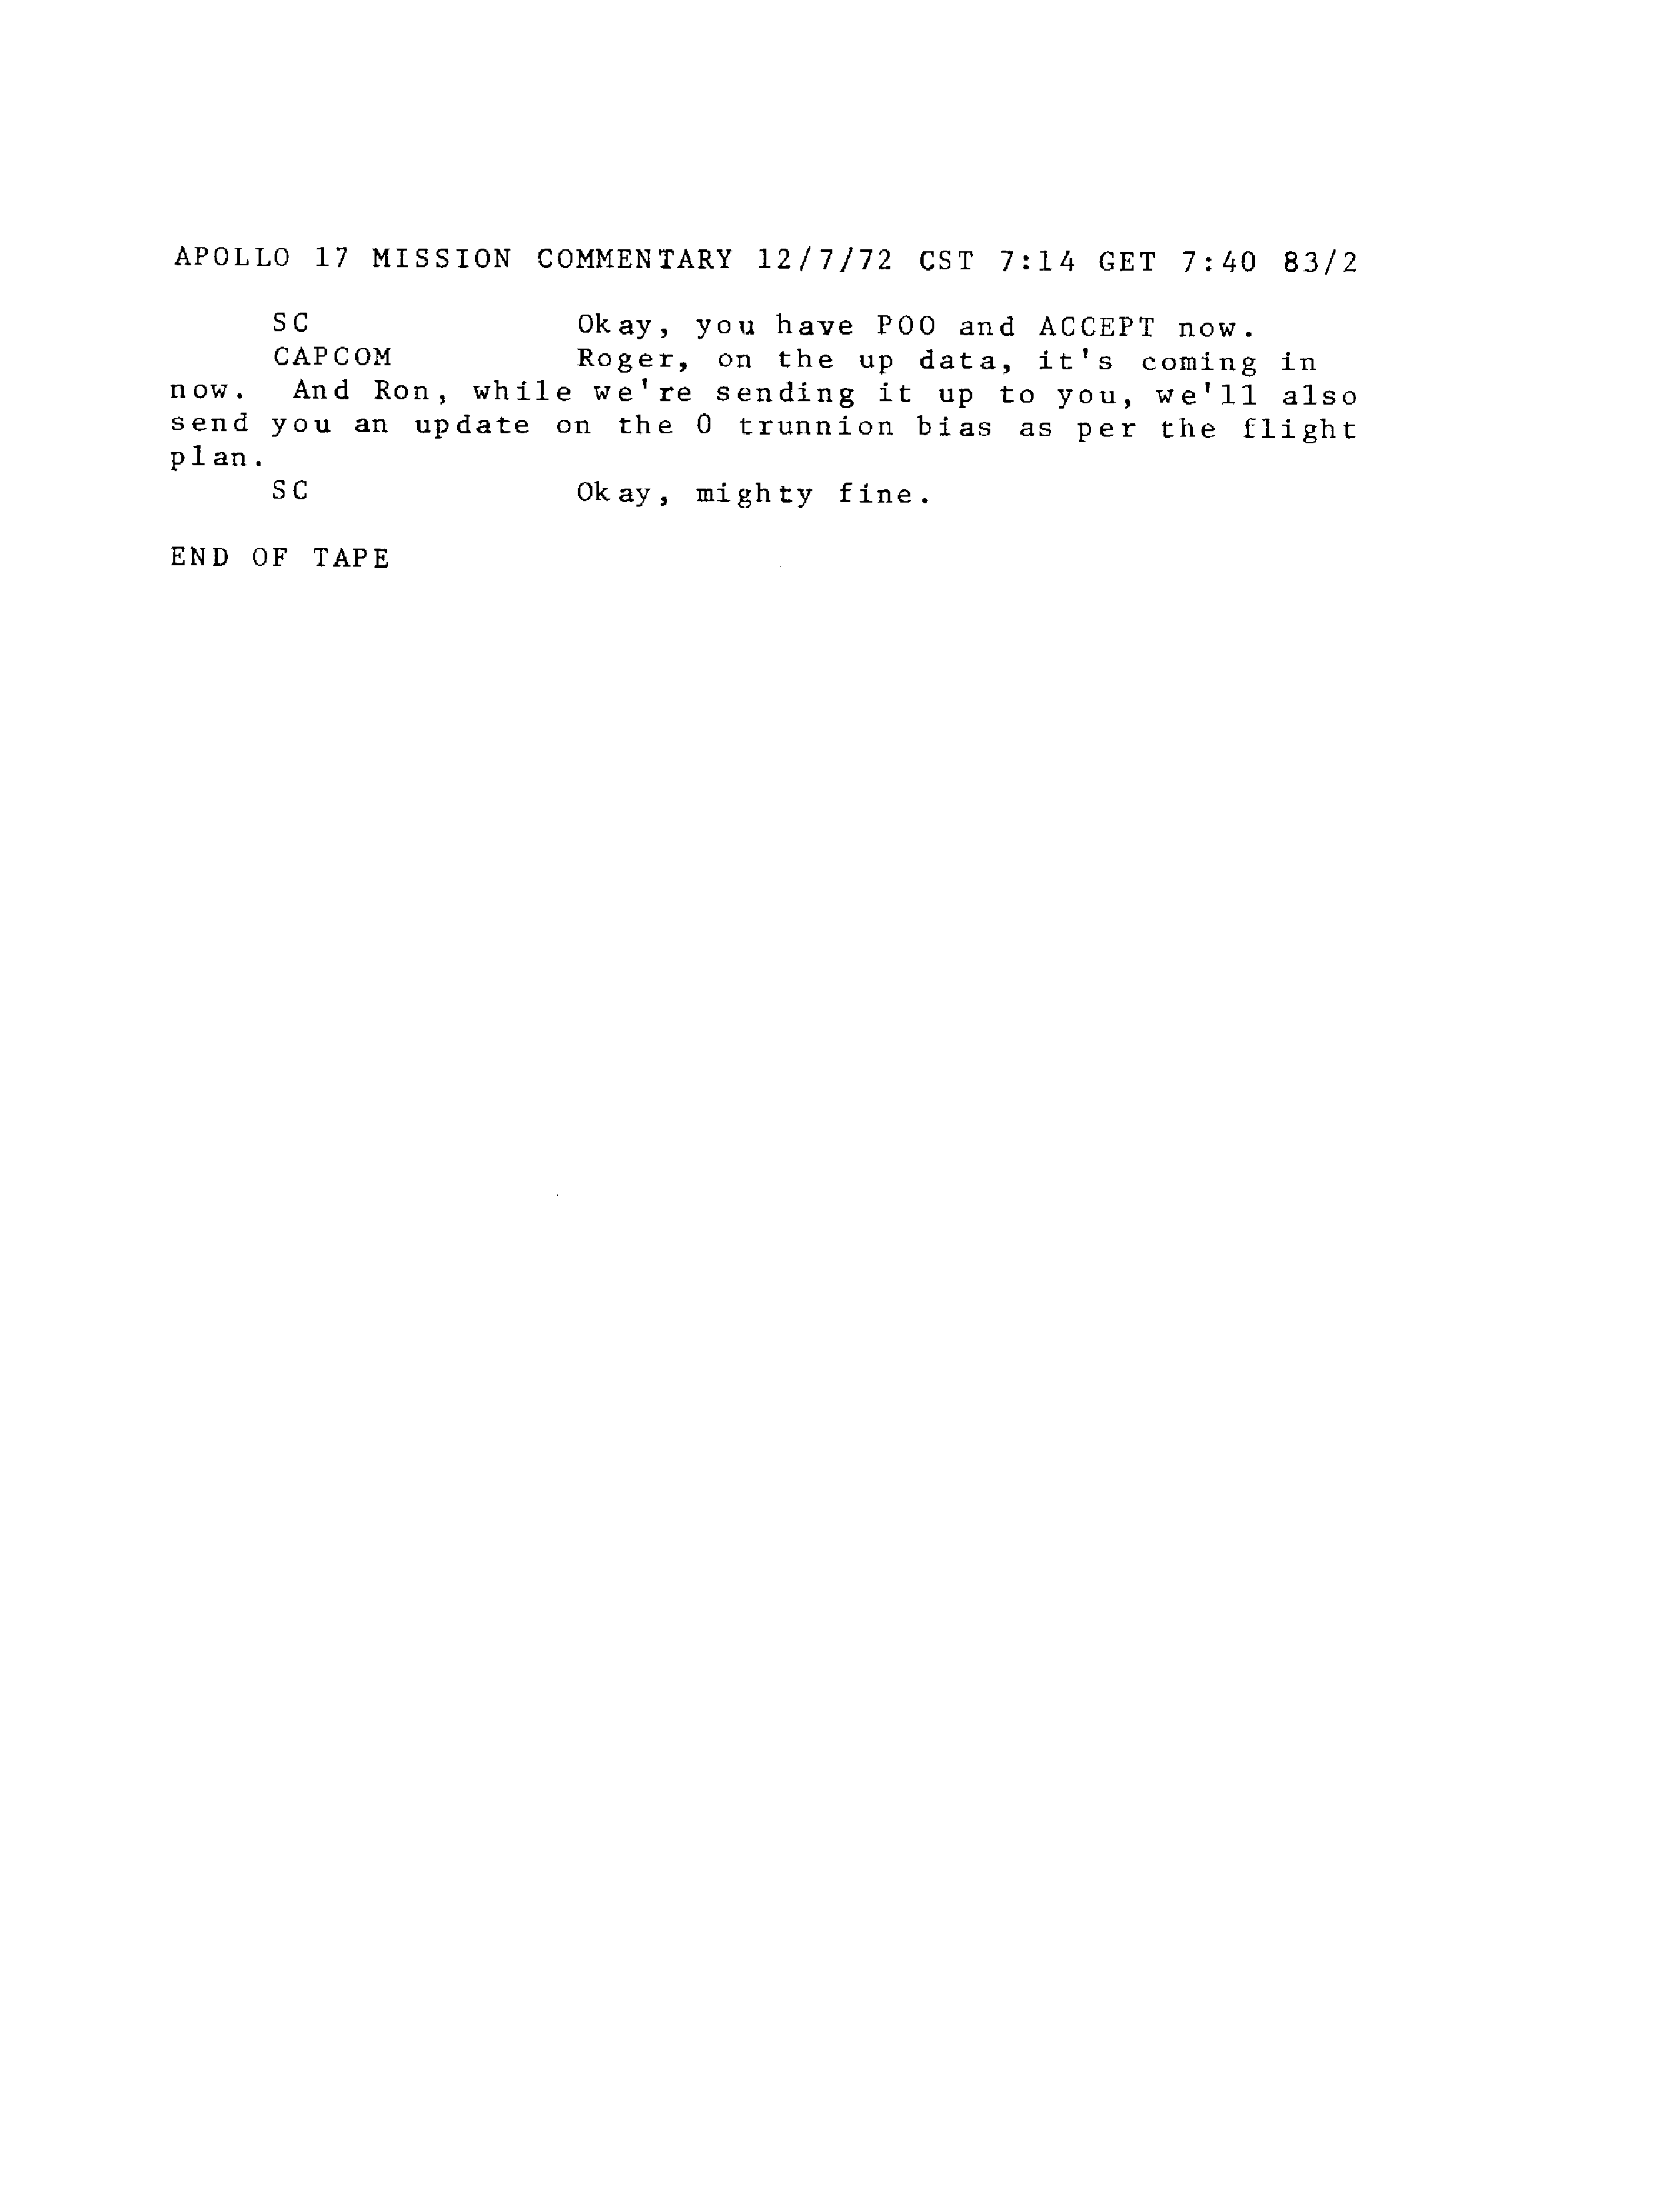 APOLLO 17 MISSION COMMENTARY 12/7/72 CST 7:14 GET 7:40 83/2
SC Okay, you have POO and ACCEPT now.
CAPCOM Roger, on the up data, it's coming in
now. And Ron, while we're sending it up to you, we'll also
send you an update on the 0 trunnion bias as per the flight
plan.
SC Okay, mighty fine.
END OF TAPE